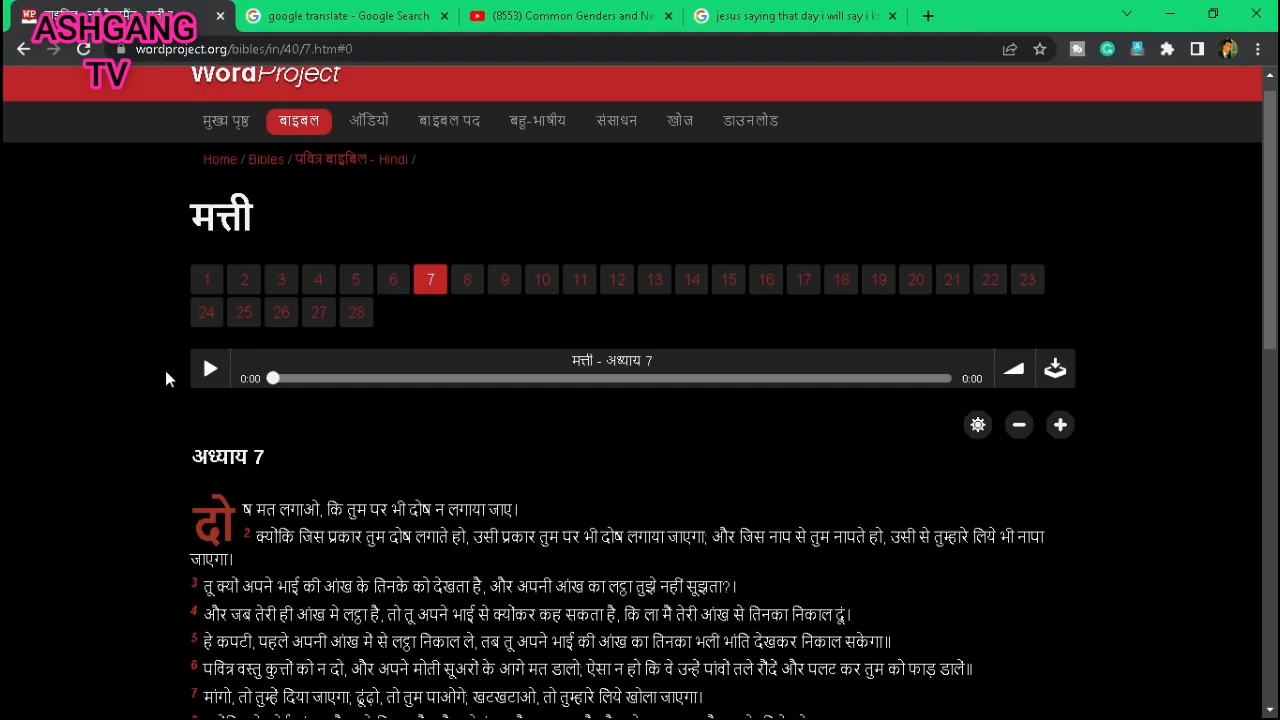 ASHGANG
TV
google translate - Google Search
(8553) Common Genders and Ne
jesus saying that day i will say i k
wordproject.org/bibles/in/40/7.htm#0
WordProject
मुख्य पृष्ठ बाइबल ऑडियो बाइबल पद बहु-भाषीय संसाधन खोज डाउनलोड
Home / Bibles / पवित्र बाइबिल - Hindi /
मत्ती
1 2 3 4 5 6 7 8 9 10 11 12 13 14 15 16 17 18 19 20 21 22 23
24 25 26 27 28
मत्ती - अध्याय 7
0:00 0:00
अध्याय 7
दोष मत लगाओ, कि तुम पर भी दोष न लगाया जाए।
2 क्योंकि जिस प्रकार तुम दोष लगाते हो, उसी प्रकार तुम पर भी दोष लगाया जाएगा; और जिस नाप से तुम नापते हो, उसी से तुम्हारे लिये भी नापा
जाएगा।
3 तू क्यों अपने भाई की आंख के तिनके को देखता है, और अपनी आंख का लट्ठा तुझे नहीं सूझता?।
4 और जब तेरी ही आंख मे लट्ठा है, तो तू अपने भाई से क्योंकर कह सकता है, कि ला मैं तेरी आंख से तिनका निकाल दूं।
5 हे कपटी, पहले अपनी आंख में से लट्ठा निकाल ले, तब तू अपने भाई की आंख का तिनका भली भांति देखकर निकाल सकेगा॥
6 पवित्र वस्तु कुत्तों को न दो, और अपने मोती सूअरों के आगे मत डालो; ऐसा न हो कि वे उन्हें पांवों तले रौंदें और पलट कर तुम को फाड़ डालें॥
7 मांगो, तो तुम्हें दिया जाएगा; ढूंढ़ो, तो तुम पाओगे; खटखटाओ, तो तुम्हारे लिये खोला जाएगा।